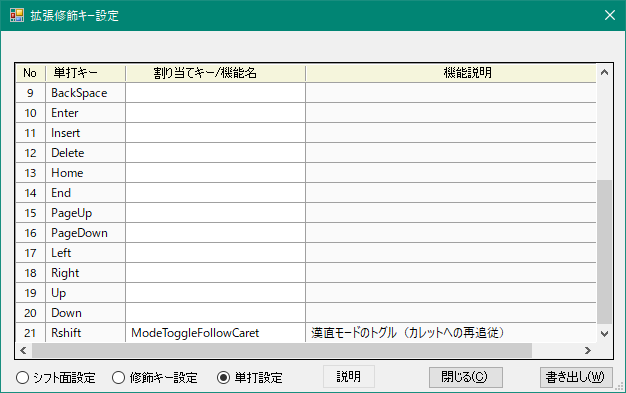 拡張修飾キー設定
No 単打キー 割り当てキー/機能名 機能説明
9 BackSpace
10 Enter
11 Insert
12 Delete
13 Home
14 End
15 PageUp
16 PageDown
17 Left
18 Right
19 Up
20 Down
21 Rshift ModeToggleFollowCaret 漢直モードのトグル（カレットへの再追従）
シフト面設定 修飾キー設定 単打設定 説明 閉じる(C) 書き出し(W)